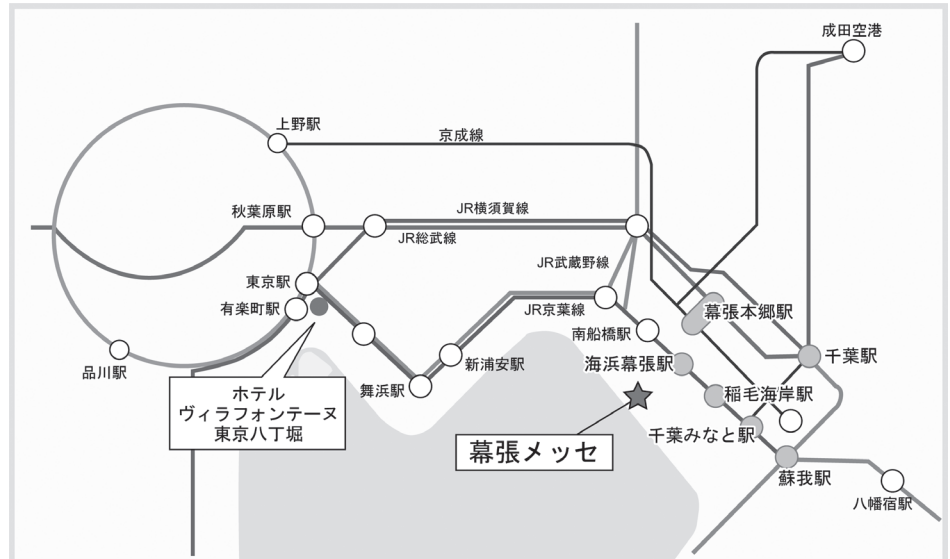 成田空港
上野駅
京成線
秋葉原駅
JR横須賀線
JR総武線
JR武蔵野線
東京駅
有楽町駅
JR京葉線
幕張本郷駅
南船橋駅
品川駅
新浦安駅
海浜幕張駅
千葉駅
舞浜駅
稲毛海岸駅
ホテル
ヴィラフォンテーヌ
東京八丁堀
千葉みなと駅
幕張メッセ
蘇我駅
八幡宿駅